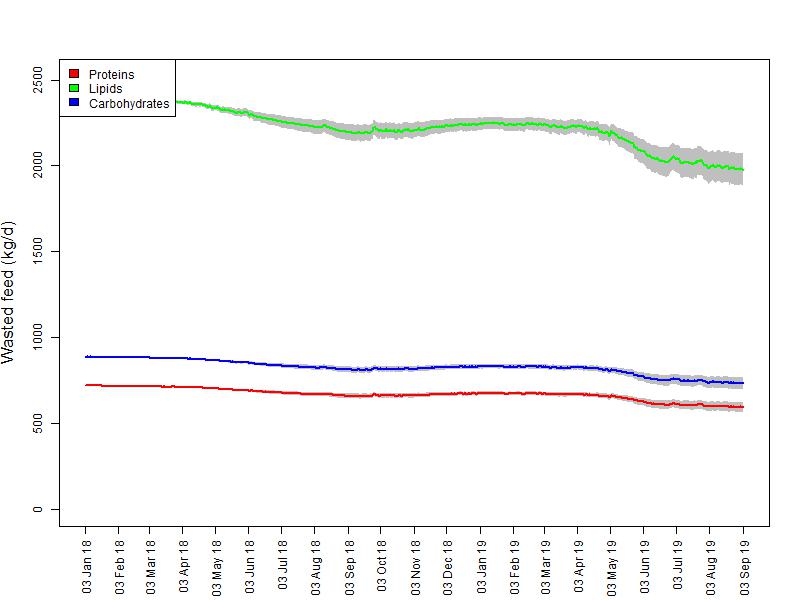 Proteins
Lipids
Carbohydrates
Wasted feed (kg/d)
2500
2000
1500
1000
500
0
03 Jan 18
03 Feb 18
03 Mar 18
03 Apr 18
03 May 18
03 Jun 18
03 Jul 18
03 Aug 18
03 Sep 18
03 Oct 18
03 Nov 18
03 Dec 18
03 Jan 19
03 Feb 19
03 Mar 19
03 Apr 19
03 May 19
03 Jun 19
03 Jul 19
03 Aug 19
03 Sep 19